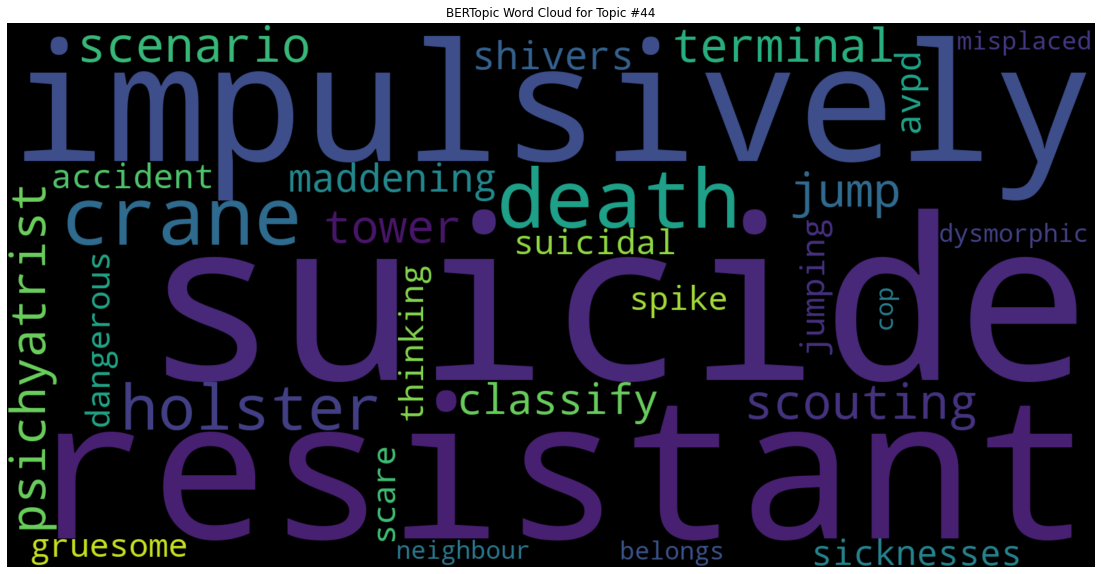 BERTopic Word Cloud for Topic #44
scenario
shivers
terminal
misplaced
impulsively
avpd
accident
maddening
death
jump
psichyatrist
crane
tower
suicidal
jumping
dysmorphic
dangerous
suicide
thinking
spike
cop
holster
classify
scouting
resistant
scare
gruesome
neighbour
belongs
sicknesses